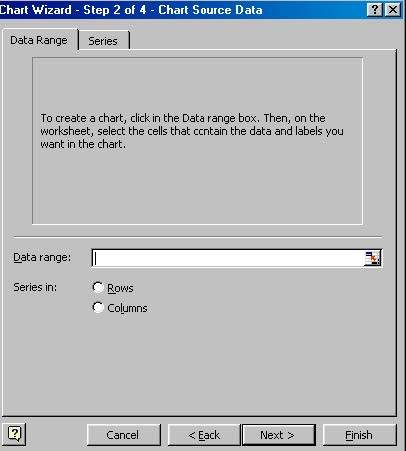 Chart Wizard - Step 2 of 4 - Chart Source Data
Data Range Series
To create a chart, click in the Data range box. Then, on the
worksheet, select the cells that ccntain the data and labels you
want in the chart.
Data range:
Series in: Rows
Columns
Cancel < Eack Next > Finish